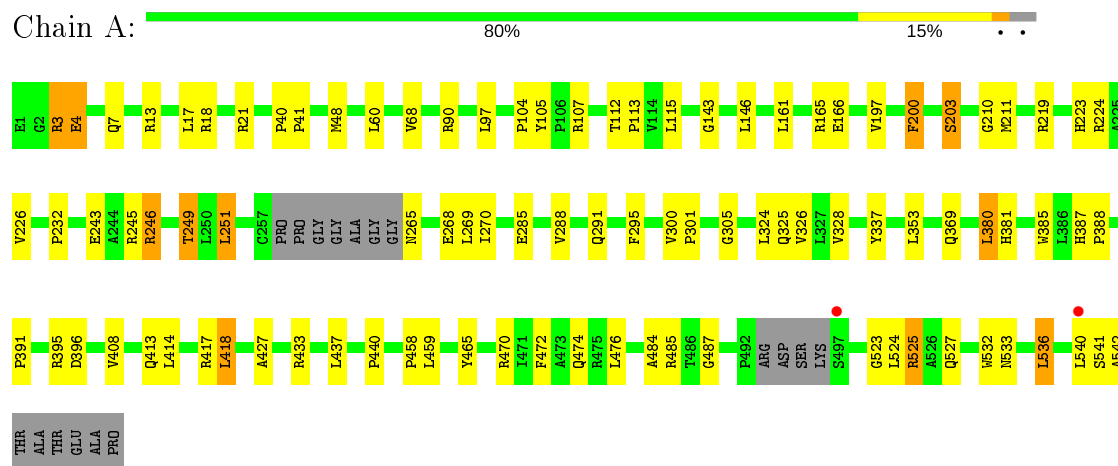 Chain A:
80% 15% • •
E1 G2 R3 E4 Q7 R13 L17 R18 R21 P40 P41 M48 L60 V68 R90 L97 P104 Y105 P106 R107 T112 P113 V114 L115 G143 L146 L161 R165 E166 V197 F200 S203 G210 M211 R219 H223 R224 A225
V226 P232 E243 A244 R245 R246 T249 L250 L251 C257 PRO PRO GLY GLY ALA GLY GLY N265 E268 L269 I270 E285 V288 Q291 F295 V300 P301 G305 L324 Q325 V326 L327 V328 Y337 L353 Q369 L380 H381 W385 L386 H387 P388
P391 R395 D396 V408 Q413 L414 R417 L418 A427 R433 L437 P440 P458 L459 Y465 R470 I471 F472 A473 Q474 R475 L476 A484 R485 T486 G487 P492 ARG ASP SER LYS S497 G523 L524 R525 A526 Q527 W532 N533 L536 L540 S541 A542
THR ALA THR GLU ALA PRO